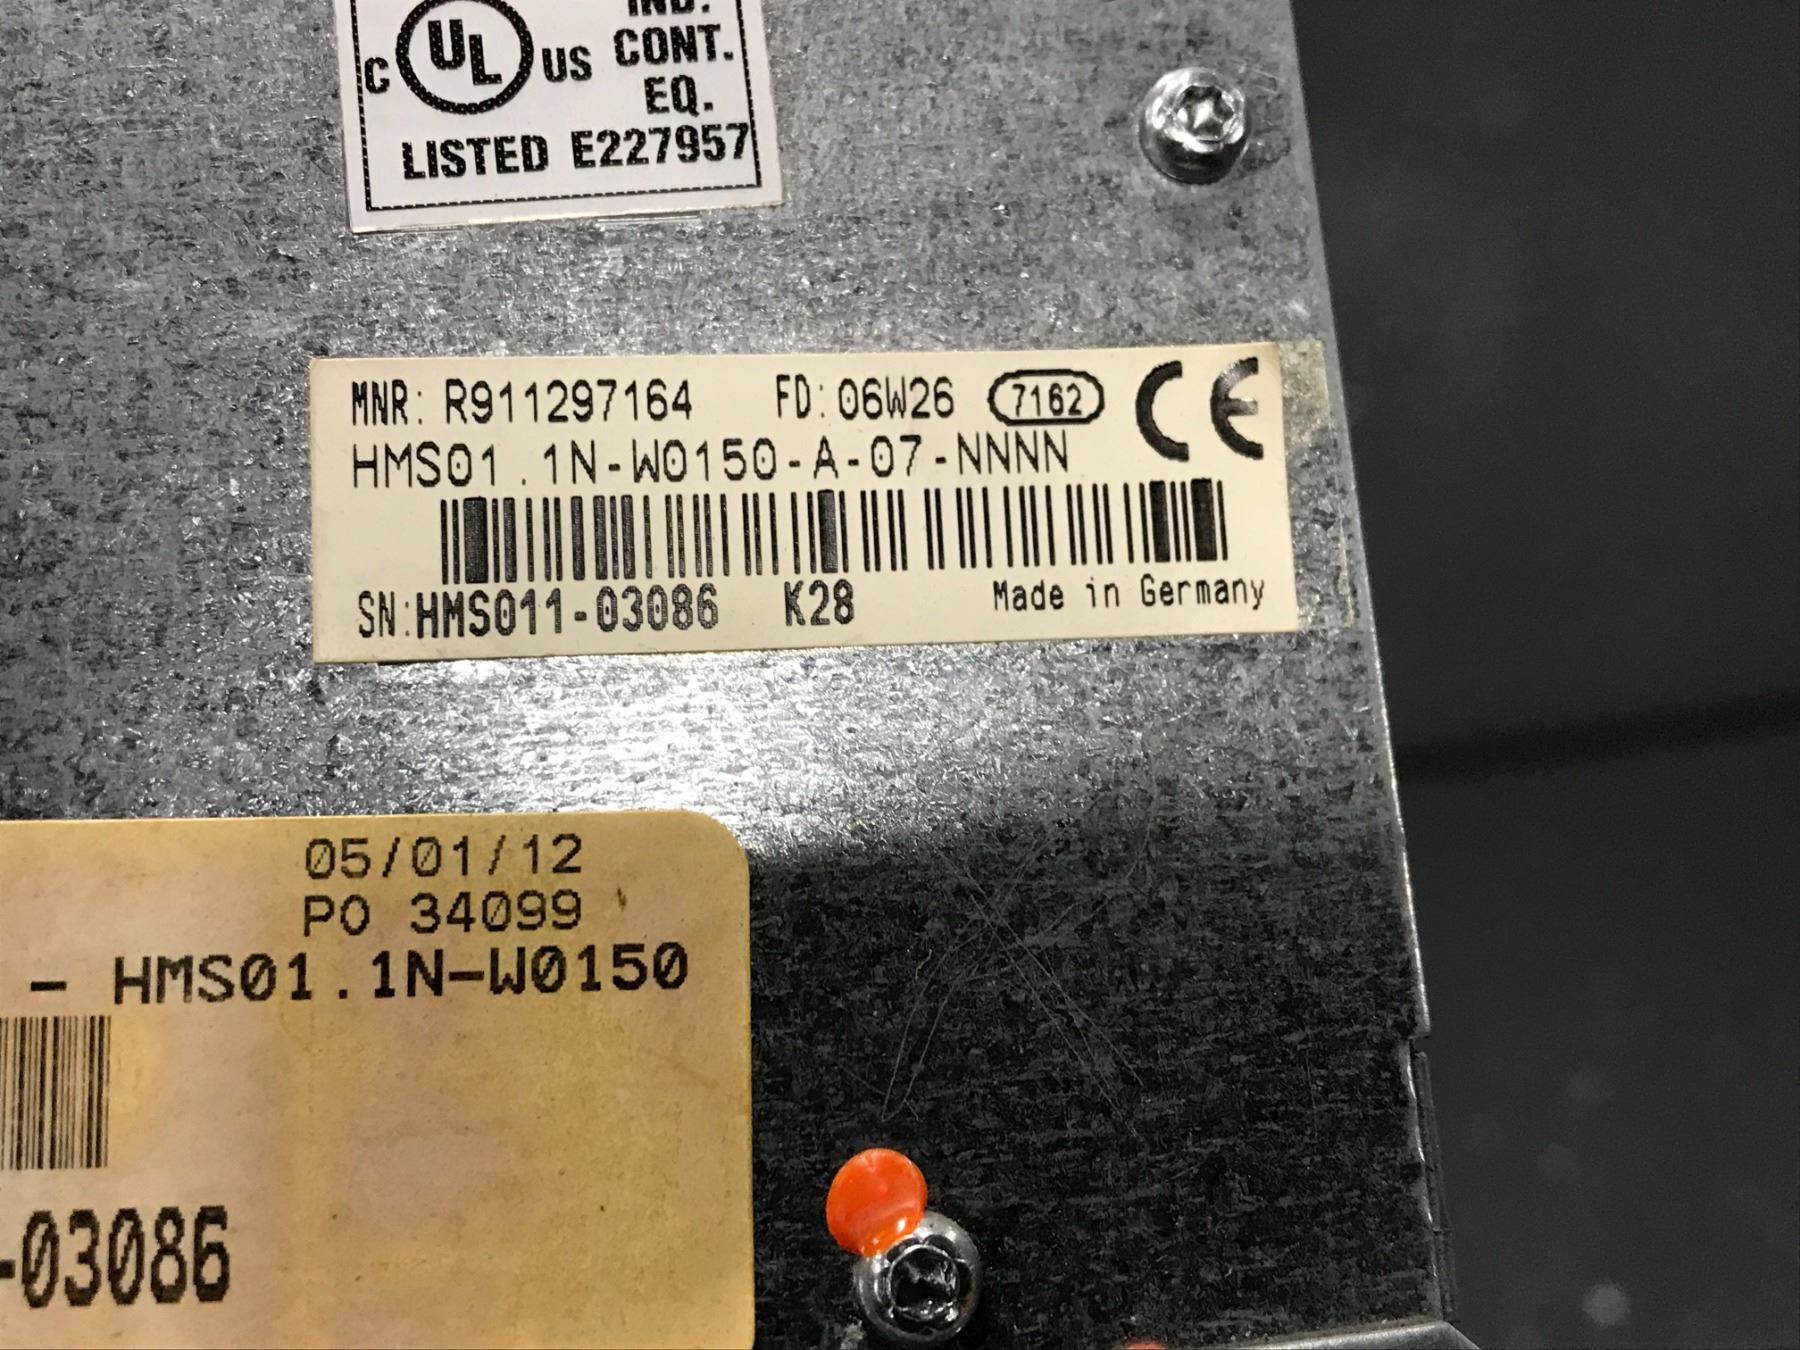 C UL US IND.
CONT.
EQ.
LISTED E227957
MNR: R911297164 FD: 06W26 7162 CE
HMS01.1N-W0150-A-07-NNNN
SN:HMS011-03086 K28 Made in Germany
05/01/12
PO 34099
- HMS01.1N-W0150
-03086